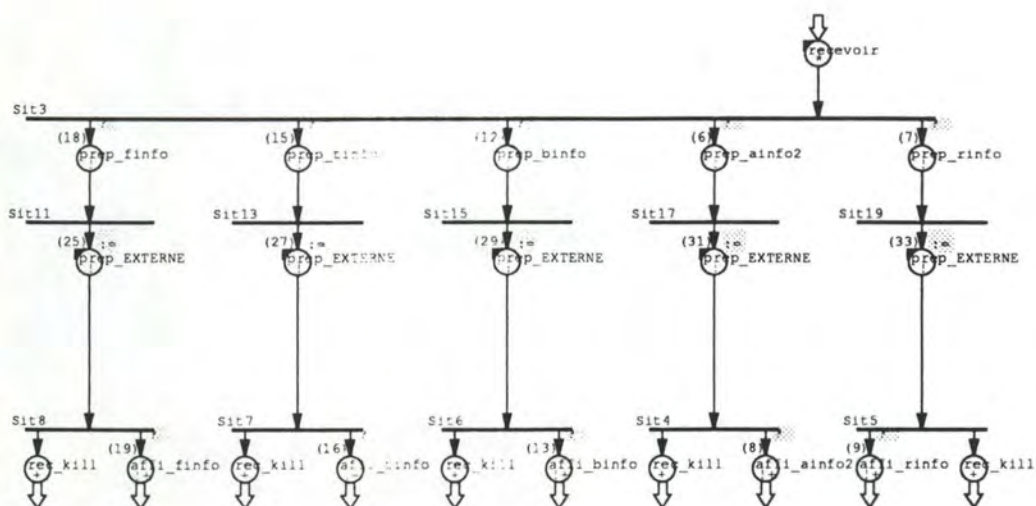 recevoir
Sit3
(18) (15) (12 (6) (7)
prep_finfo prep_tinfo prep_binfo prep_ainfo2 prep_rinfo
Sit11 Sit13 Sit15 Sit17 Sit19
(25) := (27) := (29) := (31) := (33) :=
prep_EXTERNE prep_EXTERNE prep_EXTERNE prep_EXTERNE prep_EXTERNE
Sit8 Sit7 Sit6 Sit4 Sit5
(19) (16) (13) (8) (9)
rec_kill affi_finfo rec_kill affi_tinfo rec_kill affi_binfo rec_kill affi_ainfo2 affi_rinfo rec_kill